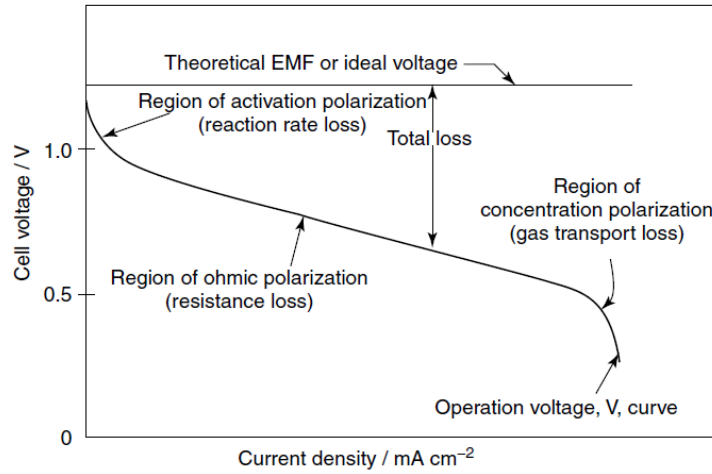 Theoretical EMF or ideal voltage
Region of activation polarization
(reaction rate loss)
Total loss
1.0
Region of
concentration polarization
(gas transport loss)
Cell voltage / V
Region of ohmic polarization
(resistance loss)
0.5
Operation voltage, V, curve
0
Current density / mA cm⁻²